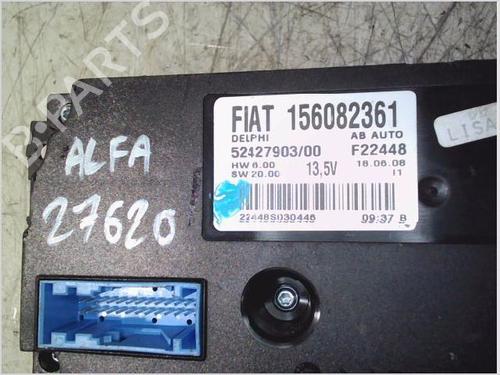 B-PARTS
FIAT 156082361
DELPHI AB AUTO
52427903/00 F22448
HW 6.00 13,5V 18.06.08
SW 20.00 I1
22448S030446 09:37 B
LISA
ALFA
27620